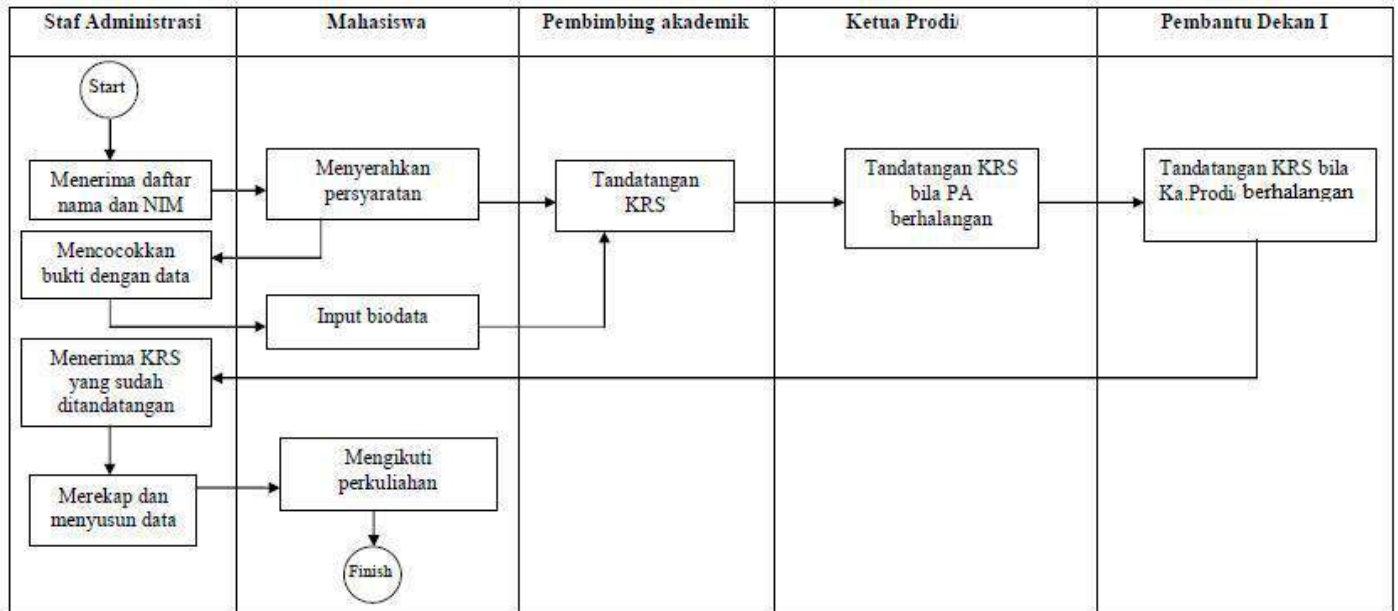 Staf Administrasi
Mahasiswa
Pembimbing akademik
Ketua Prodi/
Pembantu Dekan I
Start
Menerima daftar
nama dan NIM
Menyerahkan
persyaratan
Tandatangan
KRS
Tandatangan KRS
bila PA
berhalangan
Tandatangan KRS bila
Ka.Prodi/ berhalangan
Mencocokkan
bukti dengan data
Input biodata
Menerima KRS
yang sudah
ditandatangan
Merekap dan
menyusun data
Mengikuti
perkuliahan
Finish